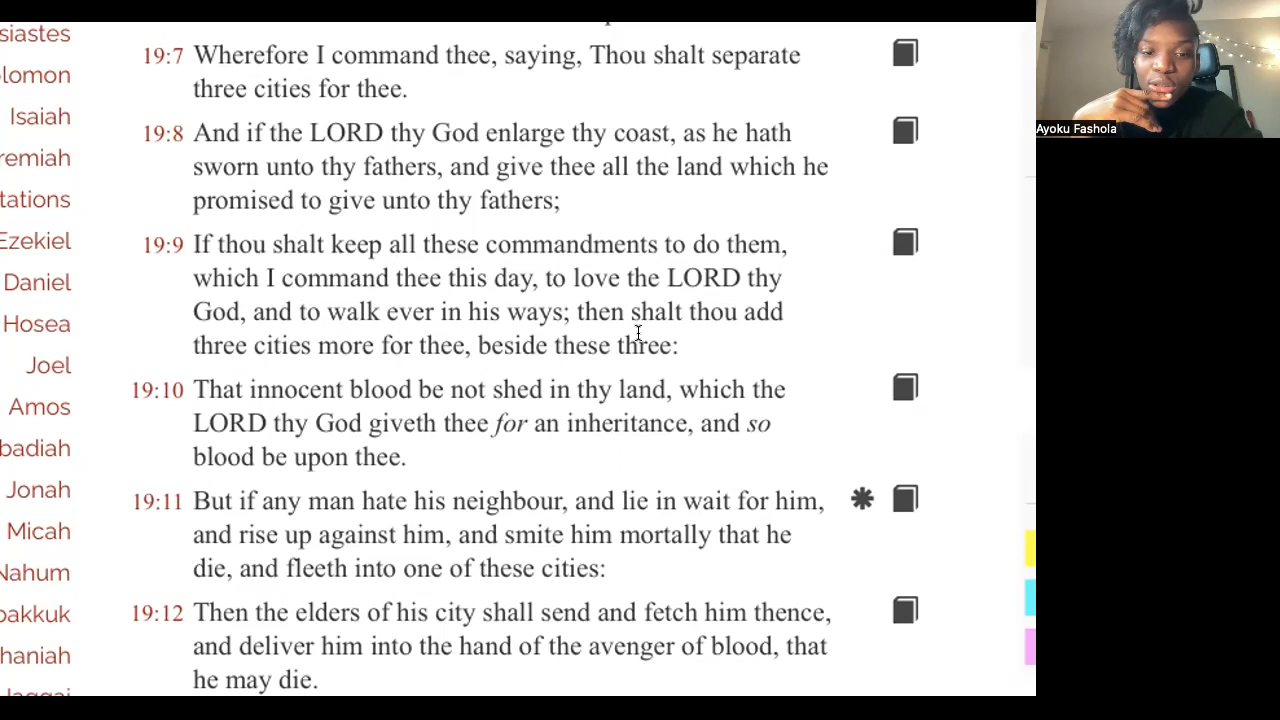 siastes
olomon
Isaiah
remiah
tations
Ezekiel
Daniel
Hosea
Joel
Amos
badiah
Jonah
Micah
Nahum
bakkuk
haniah
19:7 Wherefore I command thee, saying, Thou shalt separate
three cities for thee.
19:8 And if the LORD thy God enlarge thy coast, as he hath
sworn unto thy fathers, and give thee all the land which he
promised to give unto thy fathers;
19:9 If thou shalt keep all these commandments to do them,
which I command thee this day, to love the LORD thy
God, and to walk ever in his ways; then shalt thou add
three cities more for thee, beside these three:
19:10 That innocent blood be not shed in thy land, which the
LORD thy God giveth thee for an inheritance, and so
blood be upon thee.
19:11 But if any man hate his neighbour, and lie in wait for him,
and rise up against him, and smite him mortally that he
die, and fleeth into one of these cities:
19:12 Then the elders of his city shall send and fetch him thence,
and deliver him into the hand of the avenger of blood, that
he may die.
Ayoku Fashola